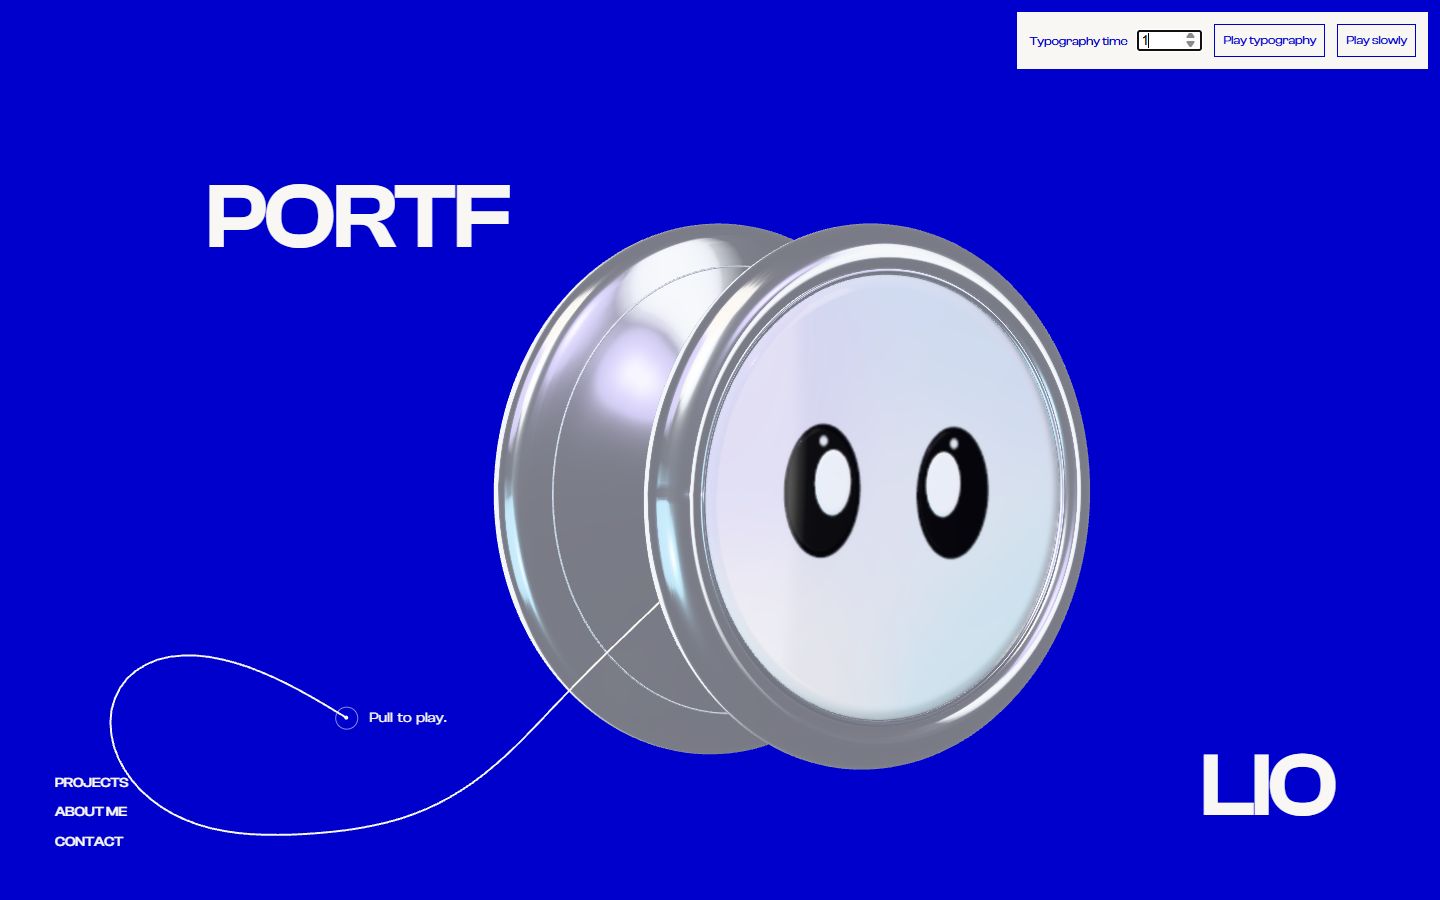 Typography time 1 Play typography Play slowly
PORTF
Pull to play.
LIO
PROJECTS
ABOUT ME
CONTACT